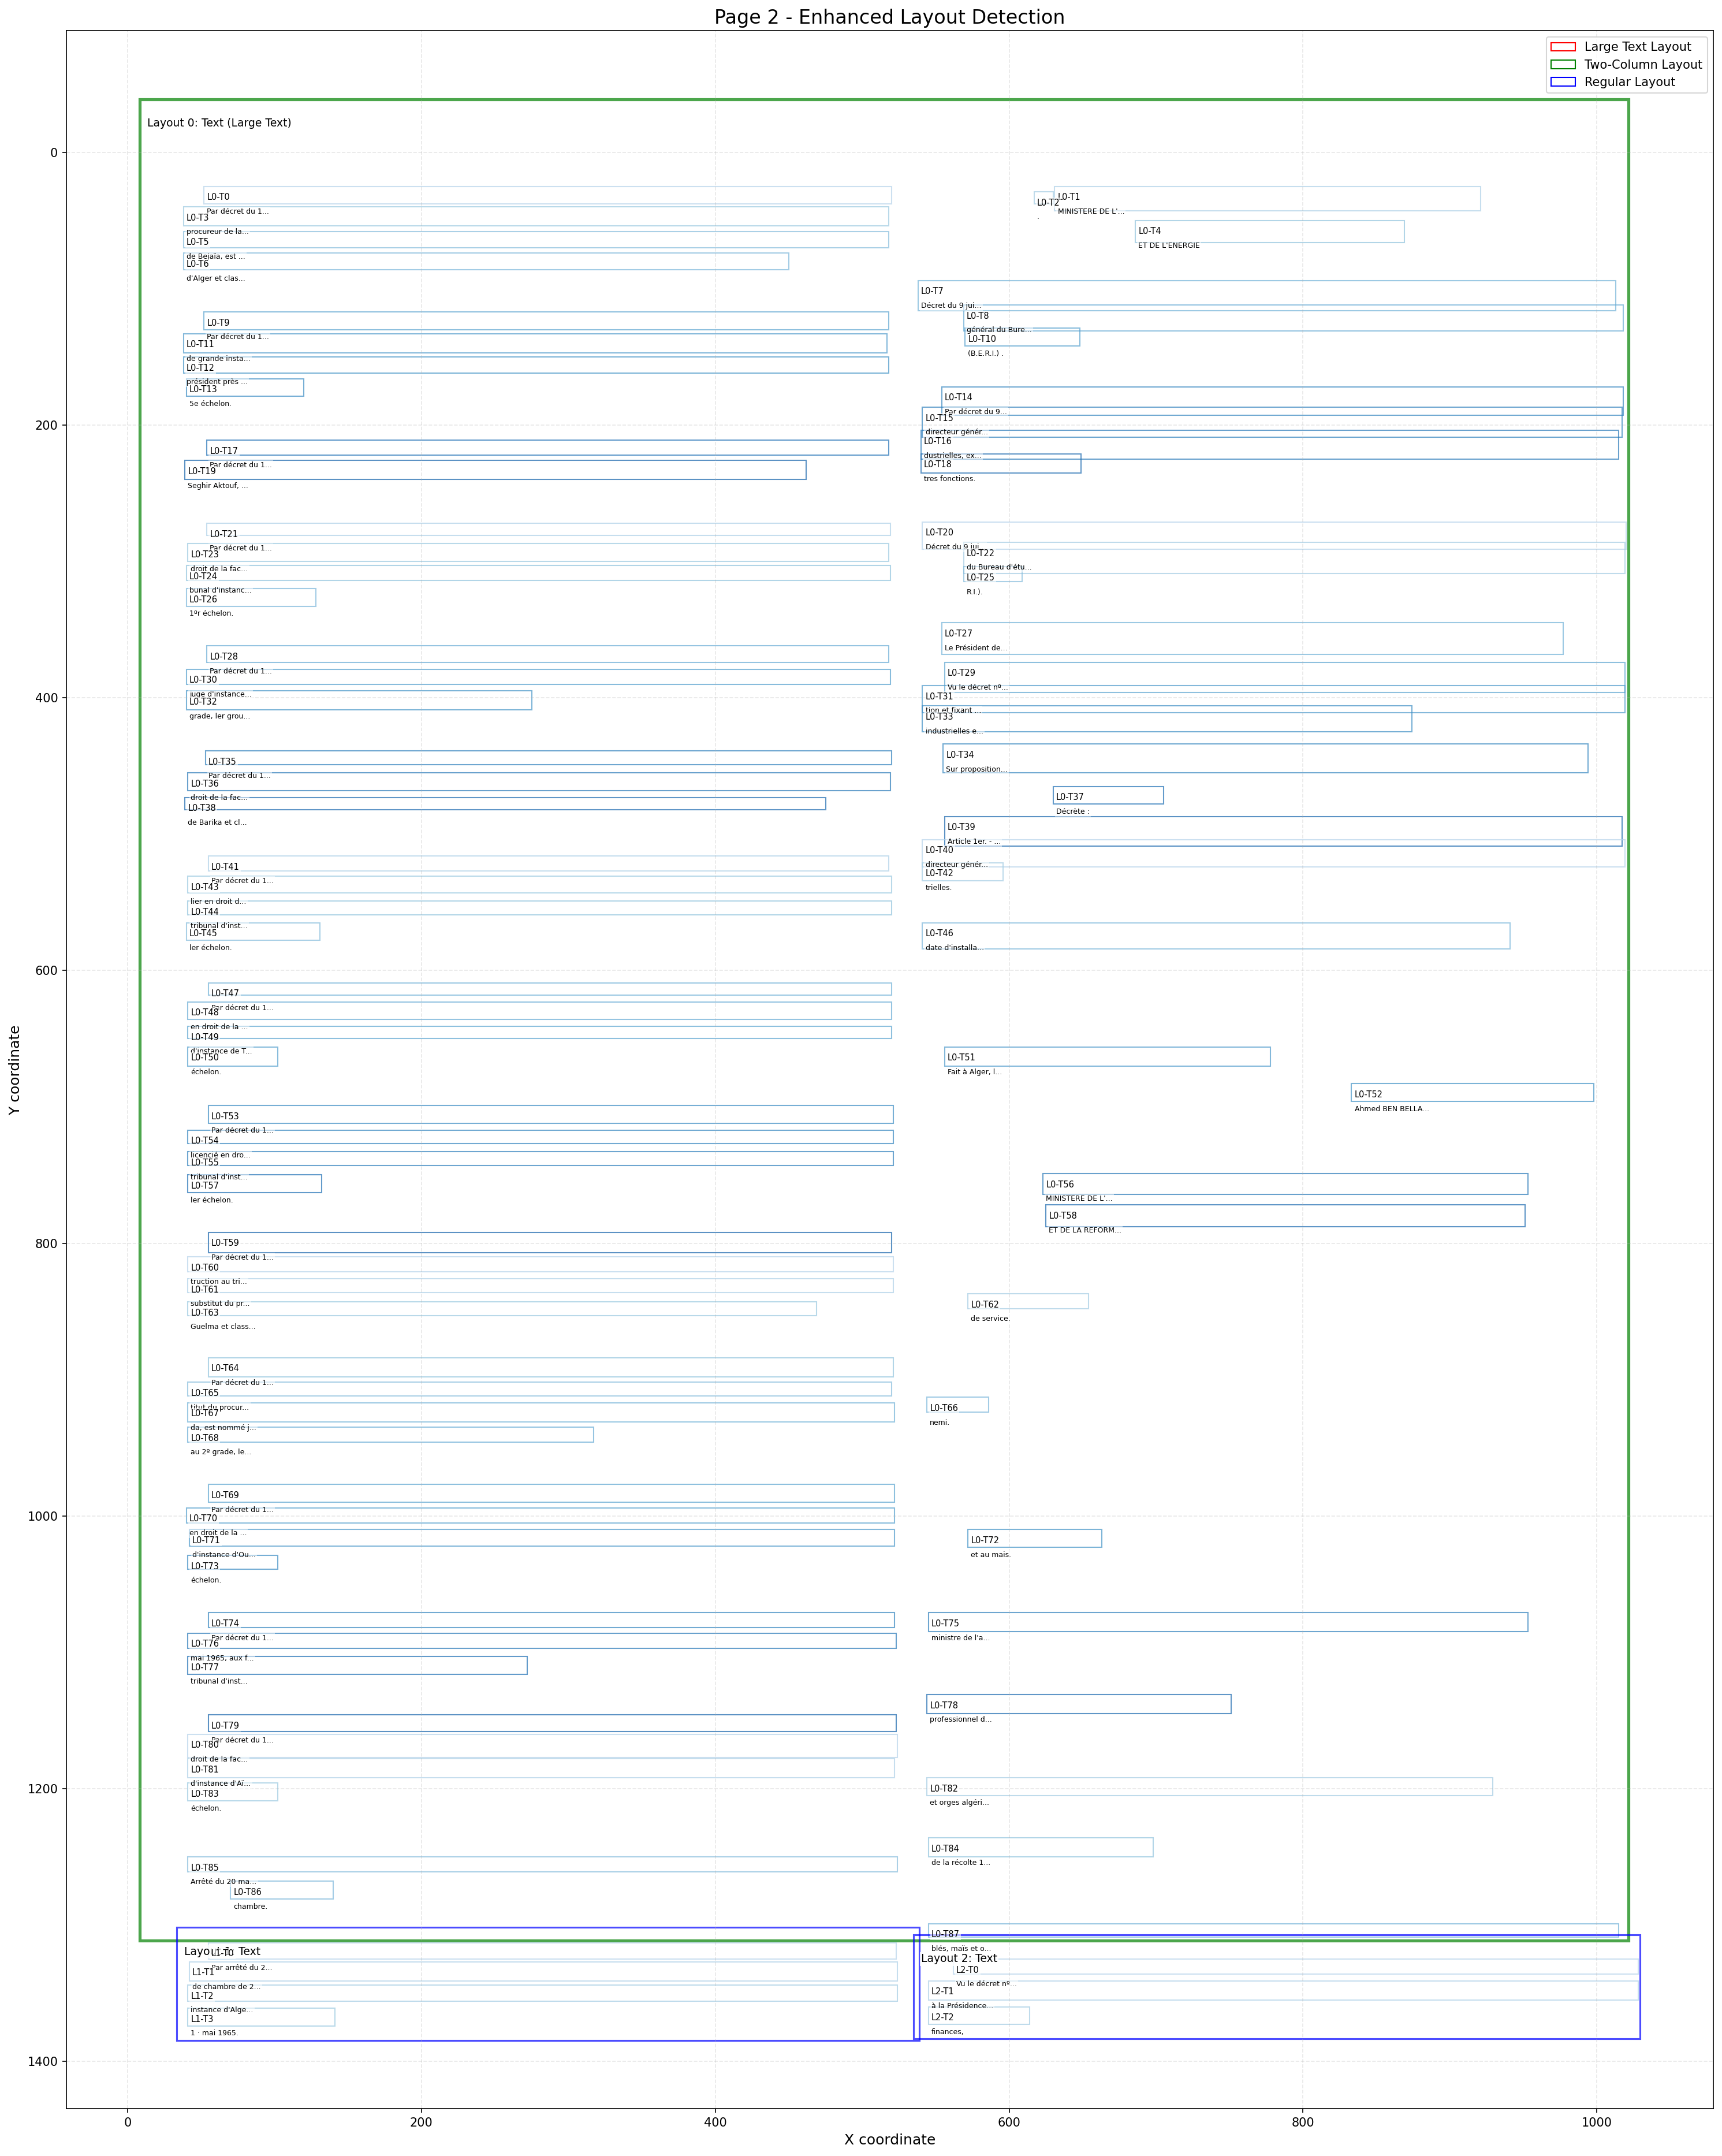 Page 2 - Enhanced Layout Detection
Large Text Layout
Two-Column Layout
Regular Layout
Layout 0: Text (Large Text)
L0-T0
Par décret du 1...
L0-T3
procureur de la...
L0-T5
de Bejaïa, est ...
L0-T6
d'Alger et clas...
L0-T9
Par décret du 1...
L0-T11
de grande insta...
L0-T12
président près ...
L0-T13
5e échelon.
L0-T17
Par décret du 1...
L0-T19
Seghir Aktouf, ...
L0-T21
Par décret du 1...
L0-T23
droit de la fac...
L0-T24
bunal d'instanc...
L0-T26
1ºr échelon.
L0-T28
Par décret du 1...
L0-T30
juge d'instance...
L0-T32
grade, ler grou...
L0-T35
Par décret du 1...
L0-T36
droit de la fac...
L0-T38
de Barika et cl...
L0-T41
Par décret du 1...
L0-T43
lier en droit d...
L0-T44
tribunal d'inst...
L0-T45
ler échelon.
L0-T47
Par décret du 1...
L0-T48
en droit de la ...
L0-T49
d'instance de T...
L0-T50
échelon.
L0-T53
Par décret du 1...
L0-T54
licencié en dro...
L0-T55
tribunal d'inst...
L0-T57
ler échelon.
L0-T59
Par décret du 1...
L0-T60
truction au tri...
L0-T61
substitut du pr...
L0-T63
Guelma et class...
L0-T64
Par décret du 1...
L0-T65
titut du procur...
L0-T67
da, est nommé j...
L0-T68
au 2º grade, le...
L0-T69
Par décret du 1...
L0-T70
en droit de la ...
L0-T71
d'instance d'Ou...
L0-T73
échelon.
L0-T74
Par décret du 1...
L0-T76
mai 1965, aux f...
L0-T77
tribunal d'inst...
L0-T79
Par décret du 1...
L0-T80
droit de la fac...
L0-T81
d'instance d'Aï...
L0-T83
échelon.
L0-T85
Arrêté du 20 ma...
L0-T86
chambre.
L0-T1
L0-T2
MINISTERE DE L'...
.
L0-T4
ET DE L'ENERGIE
L0-T7
Décret du 9 jui...
L0-T8
général du Bure...
L0-T10
(B.E.R.I.) .
L0-T14
Par décret du 9...
L0-T15
directeur génér...
L0-T16
dustrielles, ex...
L0-T18
tres fonctions.
L0-T20
Décret du 9 jui...
L0-T22
du Bureau d'étu...
L0-T25
R.I.).
L0-T27
Le Président de...
L0-T29
Vu le décret nº...
L0-T31
tion et fixant ...
L0-T33
industrielles e...
L0-T34
Sur proposition...
L0-T37
Décrète :
L0-T39
Article 1er. - ...
L0-T40
directeur génér...
L0-T42
trielles.
L0-T46
date d'installa...
L0-T51
Fait à Alger, l...
L0-T52
Ahmed BEN BELLA...
L0-T56
MINISTERE DE L'...
L0-T58
ET DE LA REFORM...
L0-T62
de service.
L0-T66
nemi.
L0-T72
et au mais.
L0-T75
ministre de l'a...
L0-T78
professionnel d...
L0-T82
et orges algéri...
L0-T84
de la récolte 1...
L0-T87
blés, maïs et o...
Layout 1: Text
L1-T0
Par arrêté du 2...
L1-T1
de chambre de 2...
L1-T2
instance d'Alge...
L1-T3
1 · mai 1965.
Layout 2: Text
L2-T0
Vu le décret nº...
L2-T1
à la Présidence...
L2-T2
finances,
0
200
400
600
800
1000
1200
1400
Y coordinate
0
200
400
600
800
1000
X coordinate